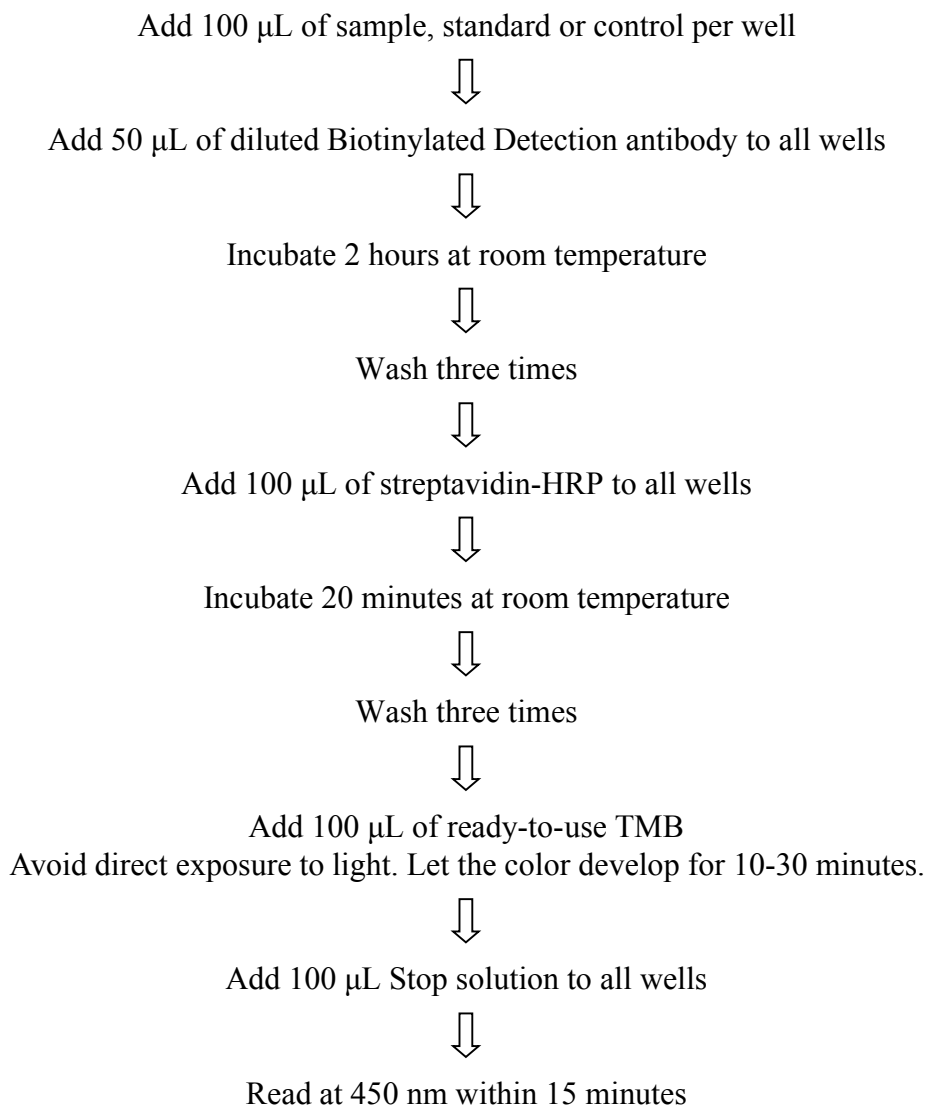 Add 100 μL of sample, standard or control per well
Add 50 μL of diluted Biotinylated Detection antibody to all wells
Incubate 2 hours at room temperature
Wash three times
Add 100 μL of streptavidin-HRP to all wells
Incubate 20 minutes at room temperature
Wash three times
Add 100 μL of ready-to-use TMB
Avoid direct exposure to light. Let the color develop for 10-30 minutes.
Add 100 μL Stop solution to all wells
Read at 450 nm within 15 minutes